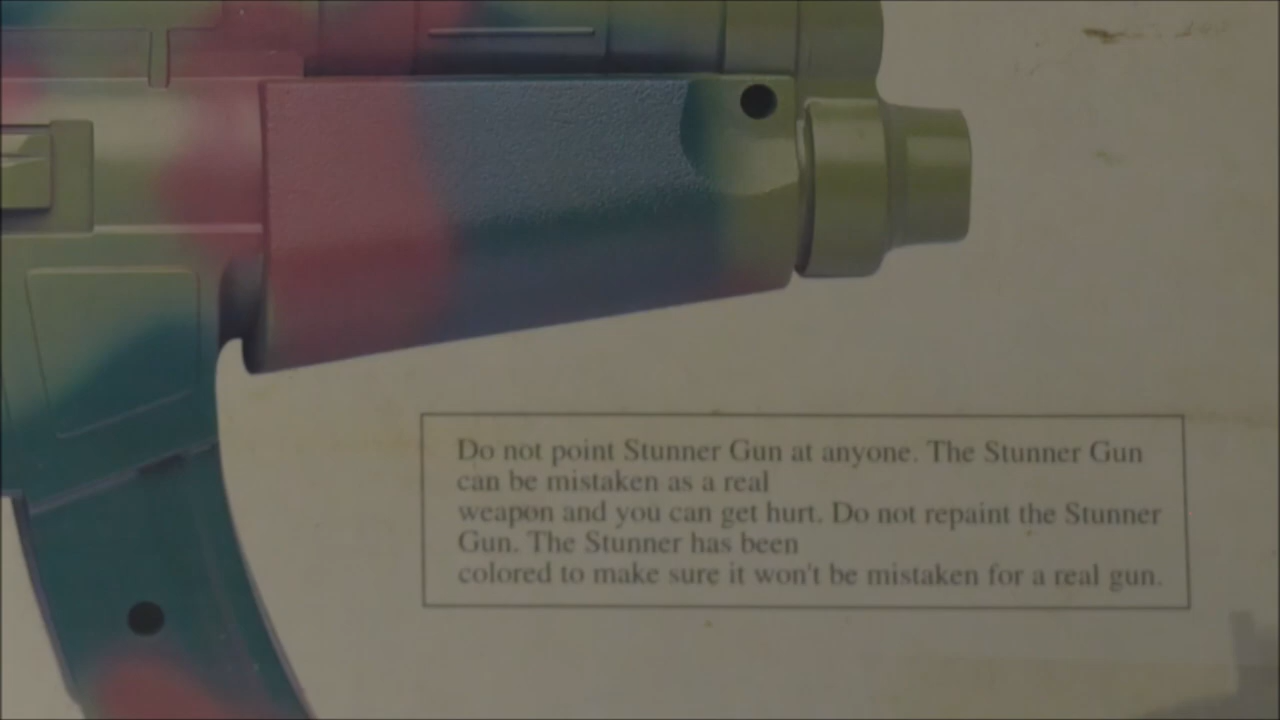 Do not point Stunner Gun at anyone. The Stunner Gun
can be mistaken as a real
weapon and you can get hurt. Do not repaint the Stunner
Gun. The Stunner has been
colored to make sure it won't be mistaken for a real gun.